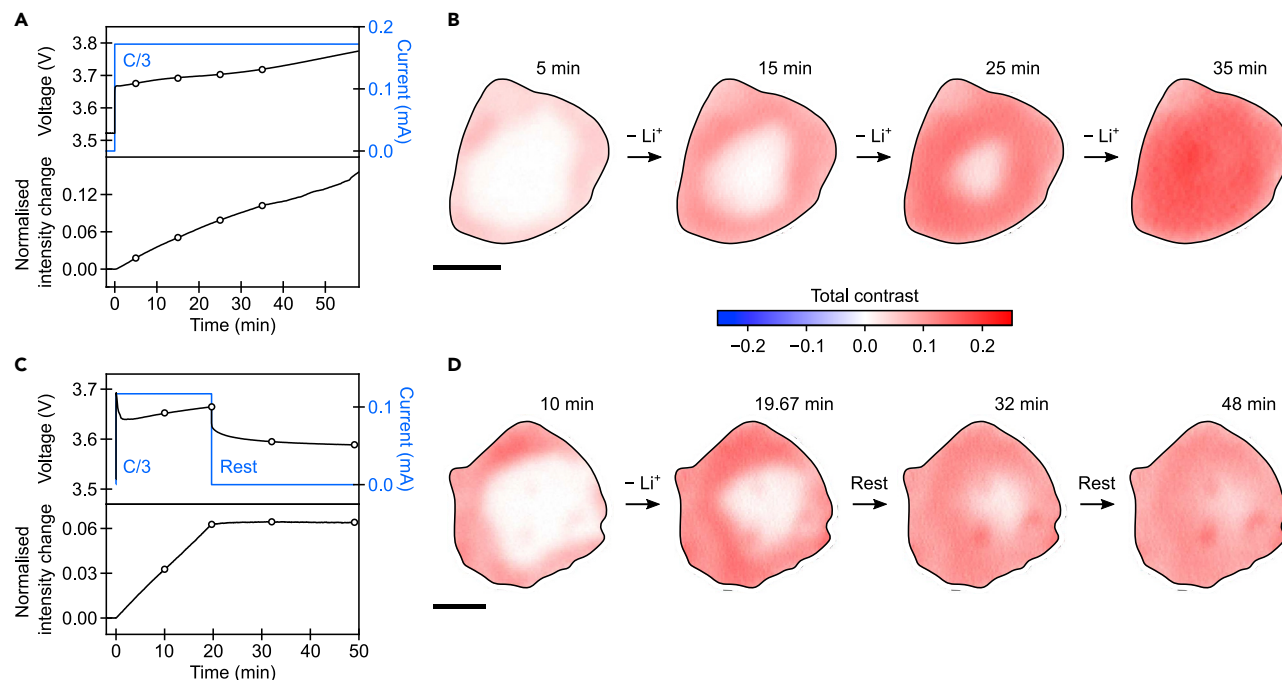 A
C/3
Voltage (V)
3.8
3.7
3.6
3.5
Current (mA)
0.2
0.1
0.0
Normalised
intensity change
0.12
0.06
0.00
0 10 20 30 40 50
Time (min)
B
5 min
15 min
25 min
35 min
− Li⁺
− Li⁺
− Li⁺
Total contrast
−0.2 −0.1 0.0 0.1 0.2
C
C/3
Rest
Voltage (V)
3.7
3.6
3.5
Current (mA)
0.1
0.0
Normalised
intensity change
0.06
0.03
0.00
0 10 20 30 40 50
Time (min)
D
10 min
19.67 min
32 min
48 min
− Li⁺
Rest
Rest